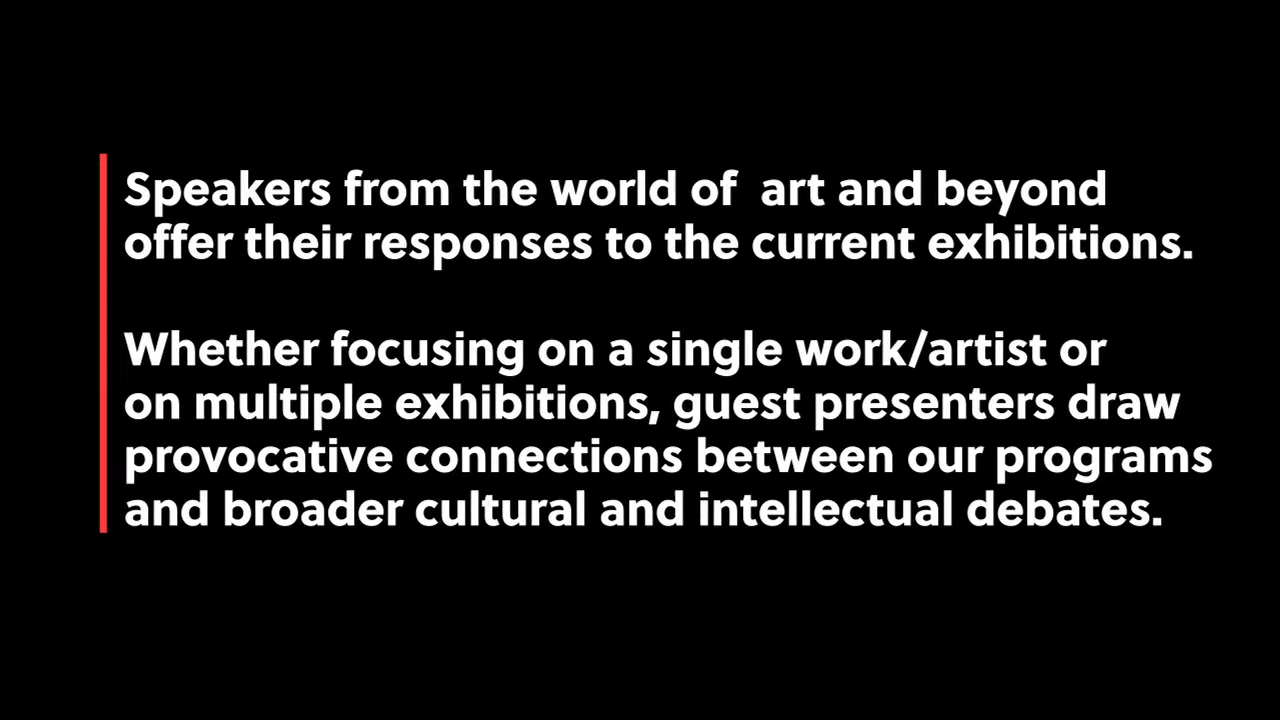 Speakers from the world of  art and beyond
offer their responses to the current exhibitions.
Whether focusing on a single work/artist or
on multiple exhibitions, guest presenters draw
provocative connections between our programs
and broader cultural and intellectual debates.